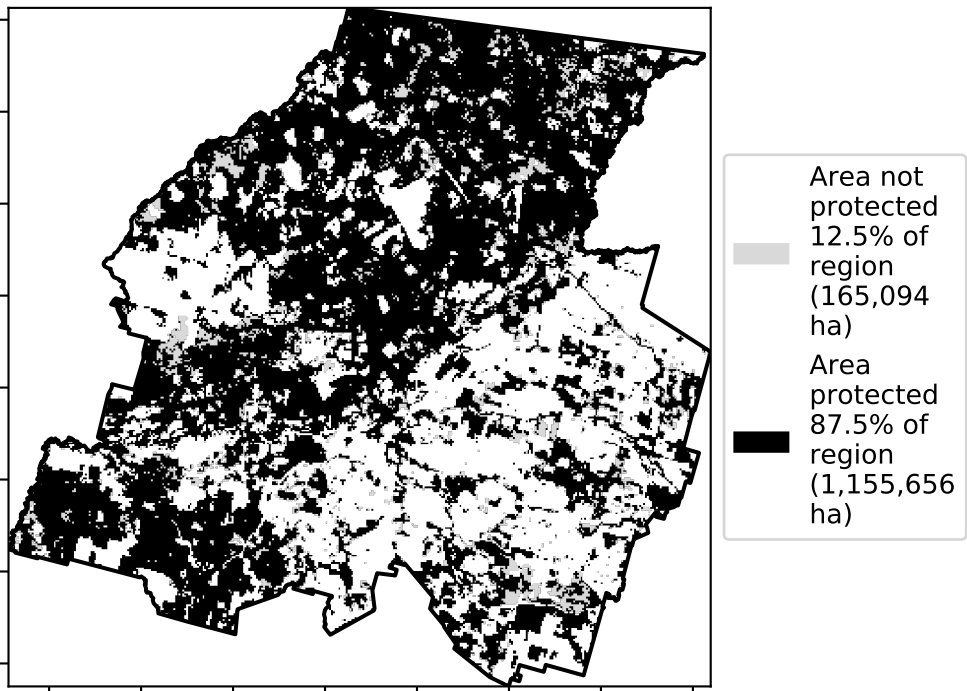 Area not
protected
12.5% of
region
(165,094
ha)
Area
protected
87.5% of
region
(1,155,656
ha)